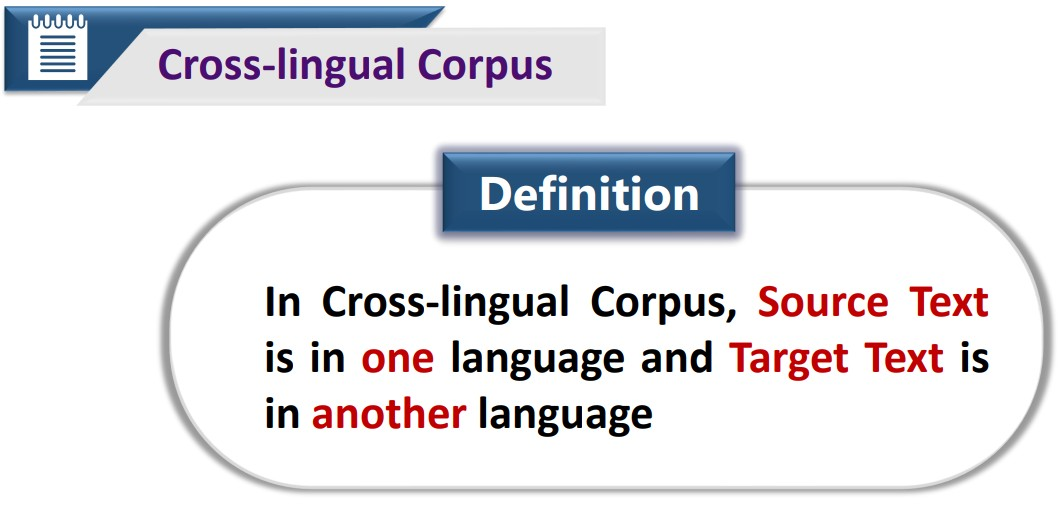 Cross-lingual Corpus
Definition
In Cross-lingual Corpus, Source Text
is in one language and Target Text is
in another language